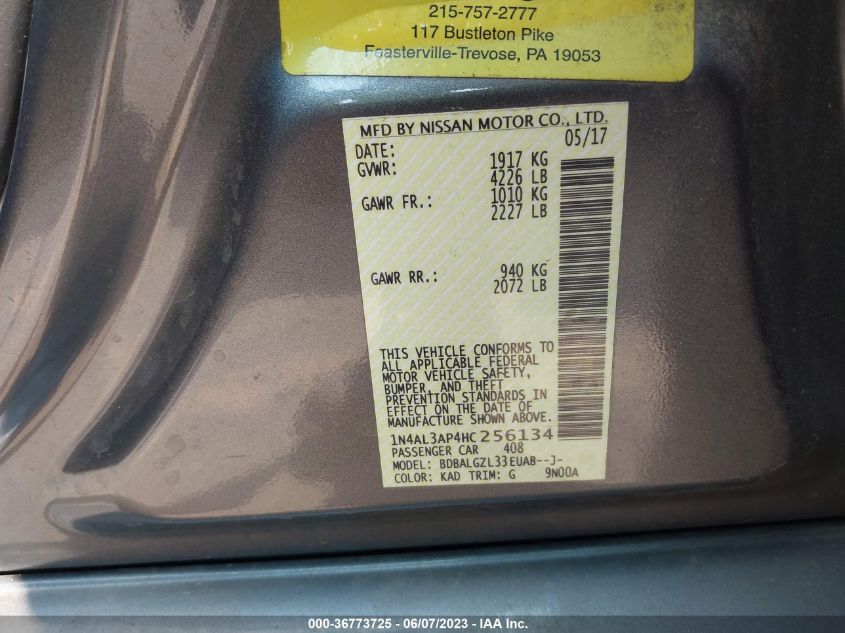 215-757-2777
117 Bustleton Pike
Feasterville-Trevose, PA 19053
MFD BY NISSAN MOTOR CO., LTD.
DATE: 05/17
GVWR: 1917 KG
4226 LB
GAWR FR.: 1010 KG
2227 LB
GAWR RR.: 940 KG
2072 LB
THIS VEHICLE CONFORMS TO
ALL APPLICABLE FEDERAL
MOTOR VEHICLE SAFETY,
BUMPER, AND THEFT
PREVENTION STANDARDS IN
EFFECT ON THE DATE OF
MANUFACTURE SHOWN ABOVE.
1N4AL3AP4HC256134
PASSENGER CAR 408
MODEL: BDBALGZL33EUAB--J-
COLOR: KAD TRIM: G 9N00A
000-36773725 - 06/07/2023 - IAA Inc.